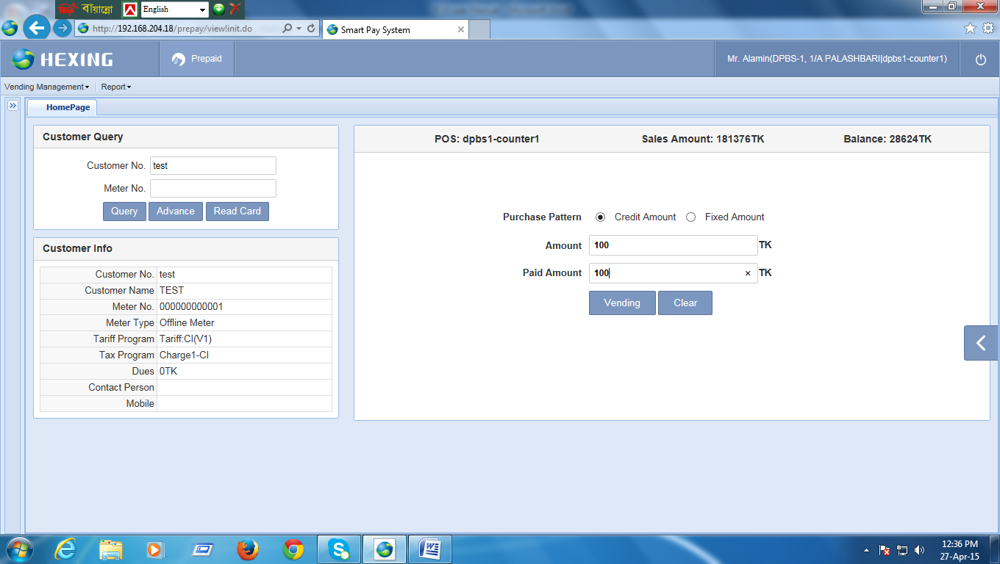 বায়ান্নো
English
http://192.168.204.18/prepay/view!init.do
Smart Pay System
HEXING
Prepaid
Mr. Alamin(DPBS-1, 1/A PALASHBARI|dpbs1-counter1)
Vending Management
Report
HomePage
Customer Query
Customer No. test
Meter No.
Query Advance Read Card
Customer Info
Customer No. test
Customer Name TEST
Meter No. 000000000001
Meter Type Offline Meter
Tariff Program Tariff:CI(V1)
Tax Program Charge1-CI
Dues 0TK
Contact Person
Mobile
POS: dpbs1-counter1 Sales Amount: 181376TK Balance: 28624TK
Purchase Pattern Credit Amount Fixed Amount
Amount 100 TK
Paid Amount 100 × TK
Vending Clear
12:36 PM
27-Apr-15